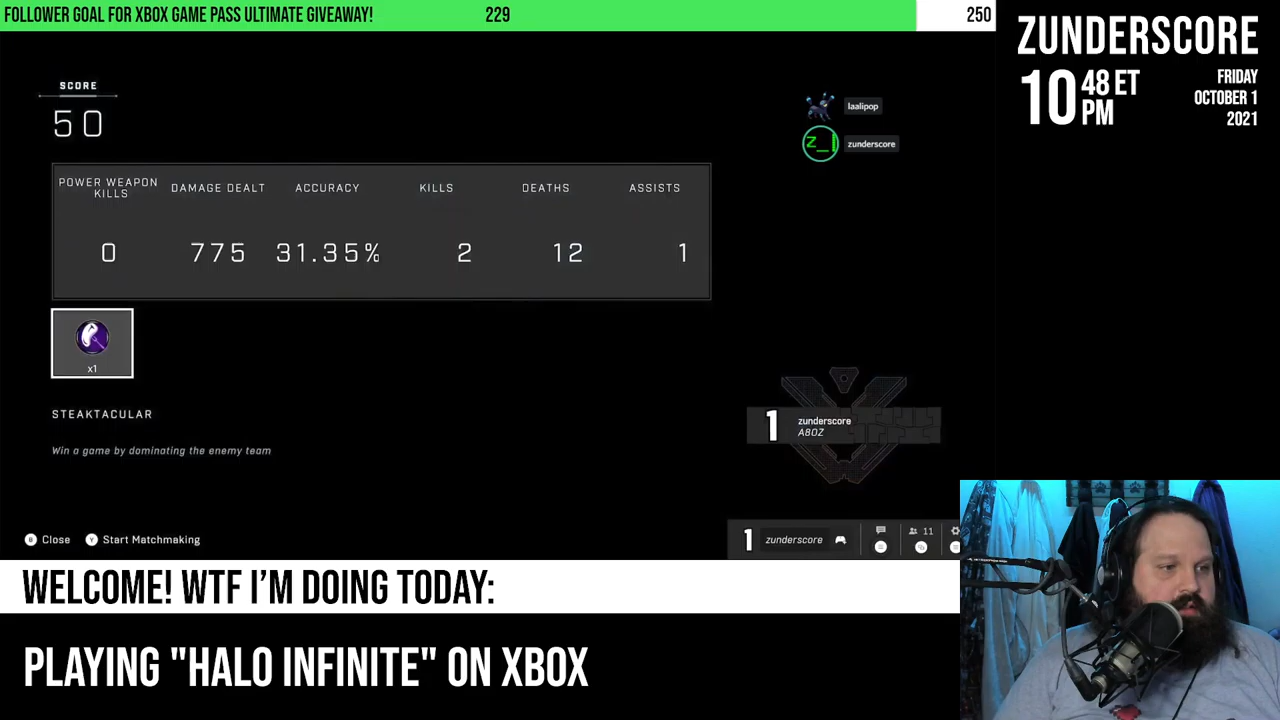 FOLLOWER GOAL FOR XBOX GAME PASS ULTIMATE GIVEAWAY! 229 250
ZUNDERSCORE
10 48 ET PM
FRIDAY
OCTOBER 1
2021
SCORE
50
laalipop
zunderscore
POWER WEAPON KILLS DAMAGE DEALT ACCURACY KILLS DEATHS ASSISTS
0 775 31.35% 2 12 1
x1
STEAKTACULAR
Win a game by dominating the enemy team
1 zunderscore
A80Z
B Close Y Start Matchmaking
1 zunderscore 11
WELCOME! WTF I'M DOING TODAY:
PLAYING "HALO INFINITE" ON XBOX